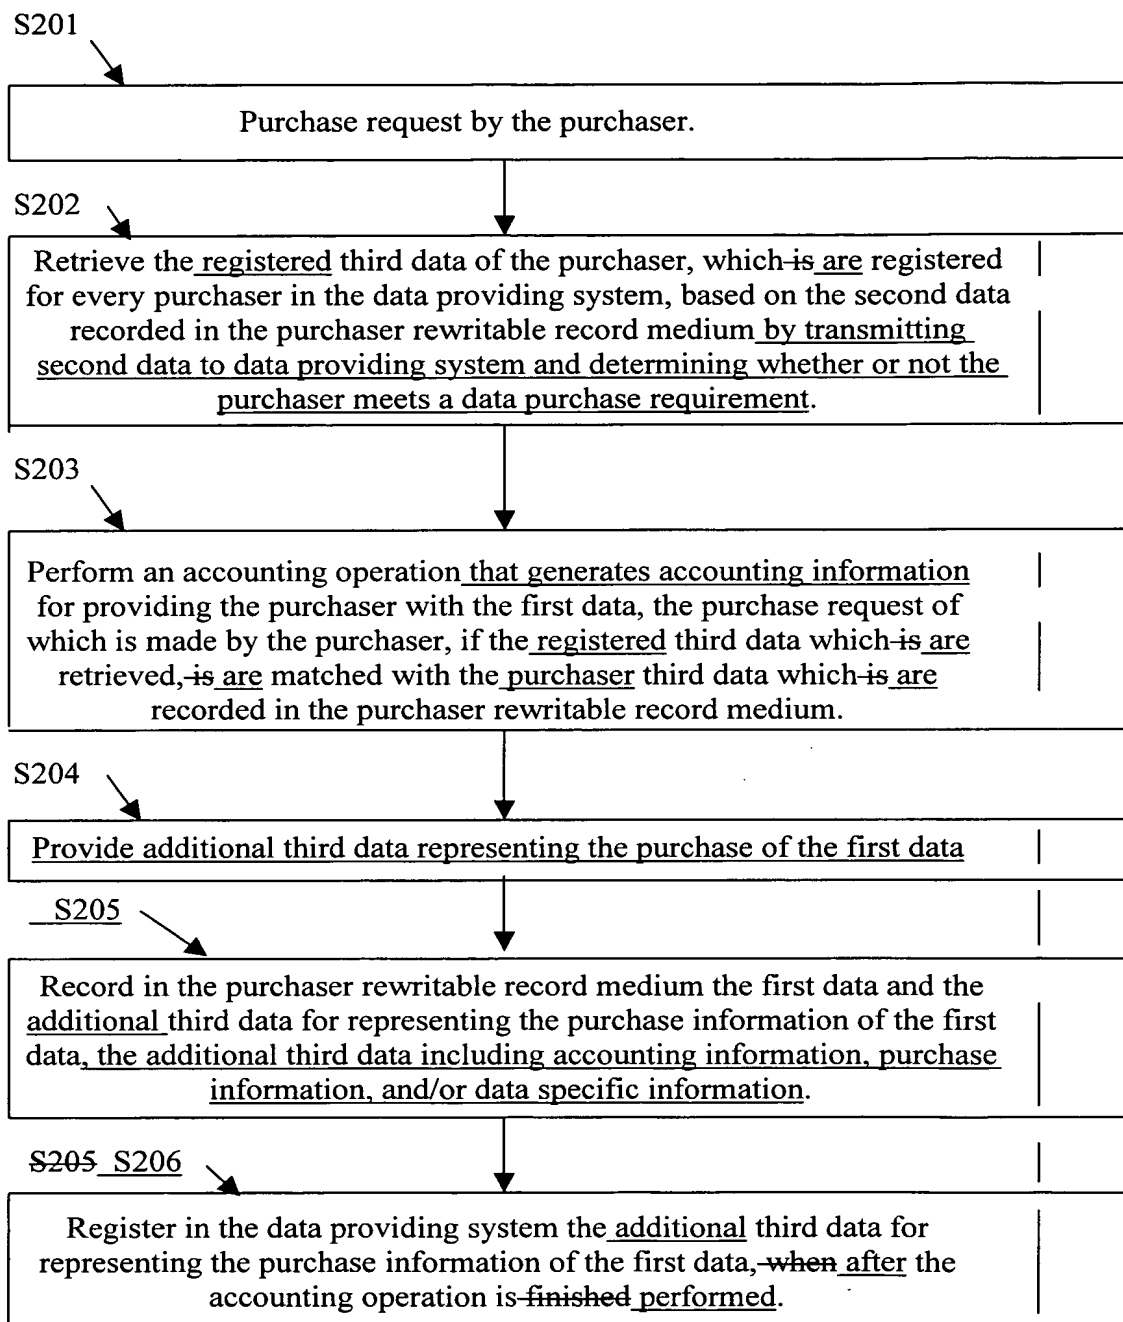 S201
Purchase request by the purchaser.
S202
Retrieve the registered third data of the purchaser, which is are registered
for every purchaser in the data providing system, based on the second data
recorded in the purchaser rewritable record medium by transmitting
second data to data providing system and determining whether or not the
purchaser meets a data purchase requirement.
S203
Perform an accounting operation that generates accounting information
for providing the purchaser with the first data, the purchase request of
which is made by the purchaser, if the registered third data which is are
retrieved, is are matched with the purchaser third data which is are
recorded in the purchaser rewritable record medium.
S204
Provide additional third data representing the purchase of the first data
S205
Record in the purchaser rewritable record medium the first data and the
additional third data for representing the purchase information of the first
data, the additional third data including accounting information, purchase
information, and/or data specific information.
S205 S206
Register in the data providing system the additional third data for
representing the purchase information of the first data, when after the
accounting operation is finished performed.